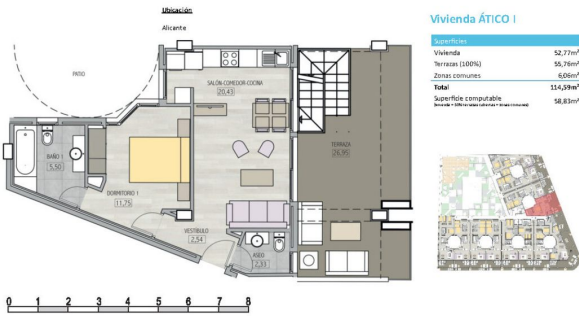 Ubicación
Alicante
PATIO
SALÓN-COMEDOR-COCINA
20,43
BAÑO 1
5,50
DORMITORIO 1
11,75
VESTÍBULO
2,54
ASEO
2,33
TERRAZA
26,95
0 1 2 3 4 5 6 7 8
Vivienda ÁTICO I
Superficies
Vivienda 52,77m²
Terrazas (100%) 55,76m²
Zonas comunes 6,06m²
Total 114,59m²
Superficie computable 58,83m²